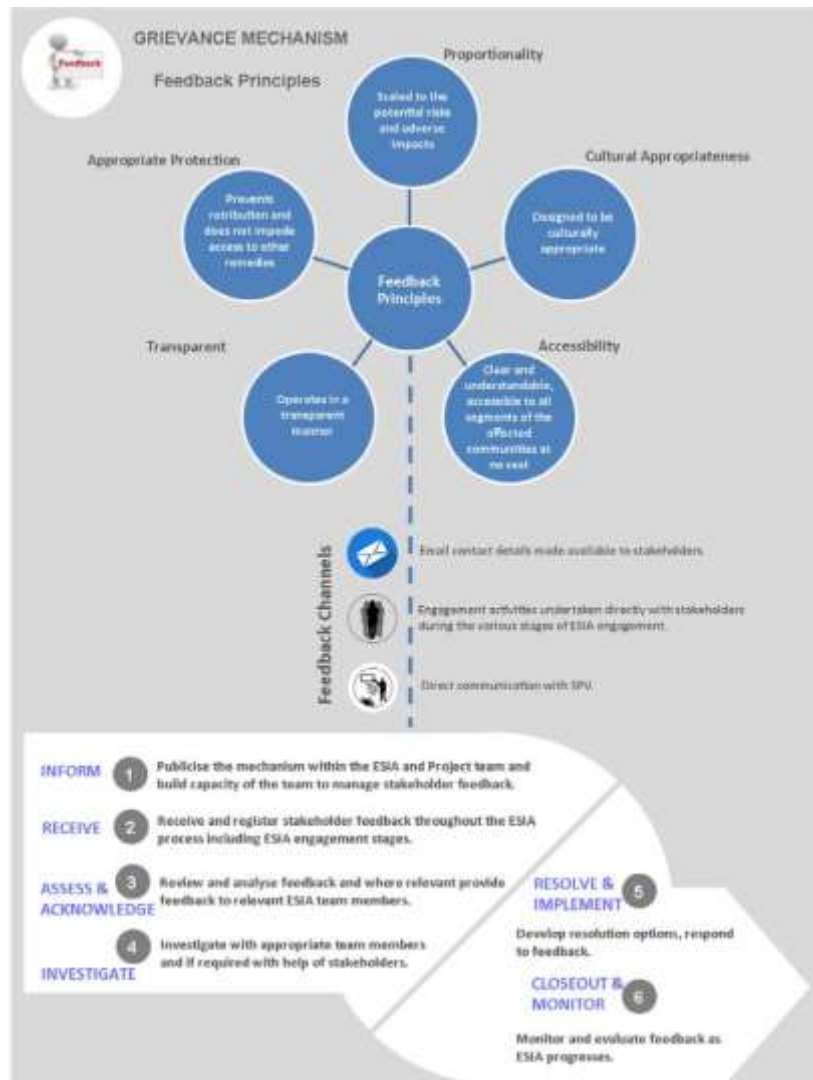 Feedback
GRIEVANCE MECHANISM
Feedback Principles
Proportionality
Scaled to the
potential risks
and adverse
impacts
Appropriate Protection
Prevents
retribution and
does not impede
access to other
remedies
Cultural Appropriateness
Designed to be
culturally
appropriate
Feedback
Principles
Transparent
Operates in a
transparent
manner
Accessibility
Clear and
understandable,
accessible to all
segments of the
affected
communities at
no cost
Feedback Channels
Email contact details made available to stakeholders.
Engagement activities undertaken directly with stakeholders
during the various stages of ESIA engagement.
Direct communication with SPV.
INFORM
1
Publicise the mechanism within the ESIA and Project team and
build capacity of the team to manage stakeholder feedback.
RECEIVE
2
Receive and register stakeholder feedback throughout the ESIA
process including ESIA engagement stages.
ASSESS &
ACKNOWLEDGE
3
Review and analyse feedback and where relevant provide
feedback to relevant ESIA team members.
INVESTIGATE
4
Investigate with appropriate team members
and if required with help of stakeholders.
RESOLVE &
IMPLEMENT
5
Develop resolution options, respond
to feedback.
CLOSEOUT &
MONITOR
6
Monitor and evaluate feedback as
ESIA progresses.